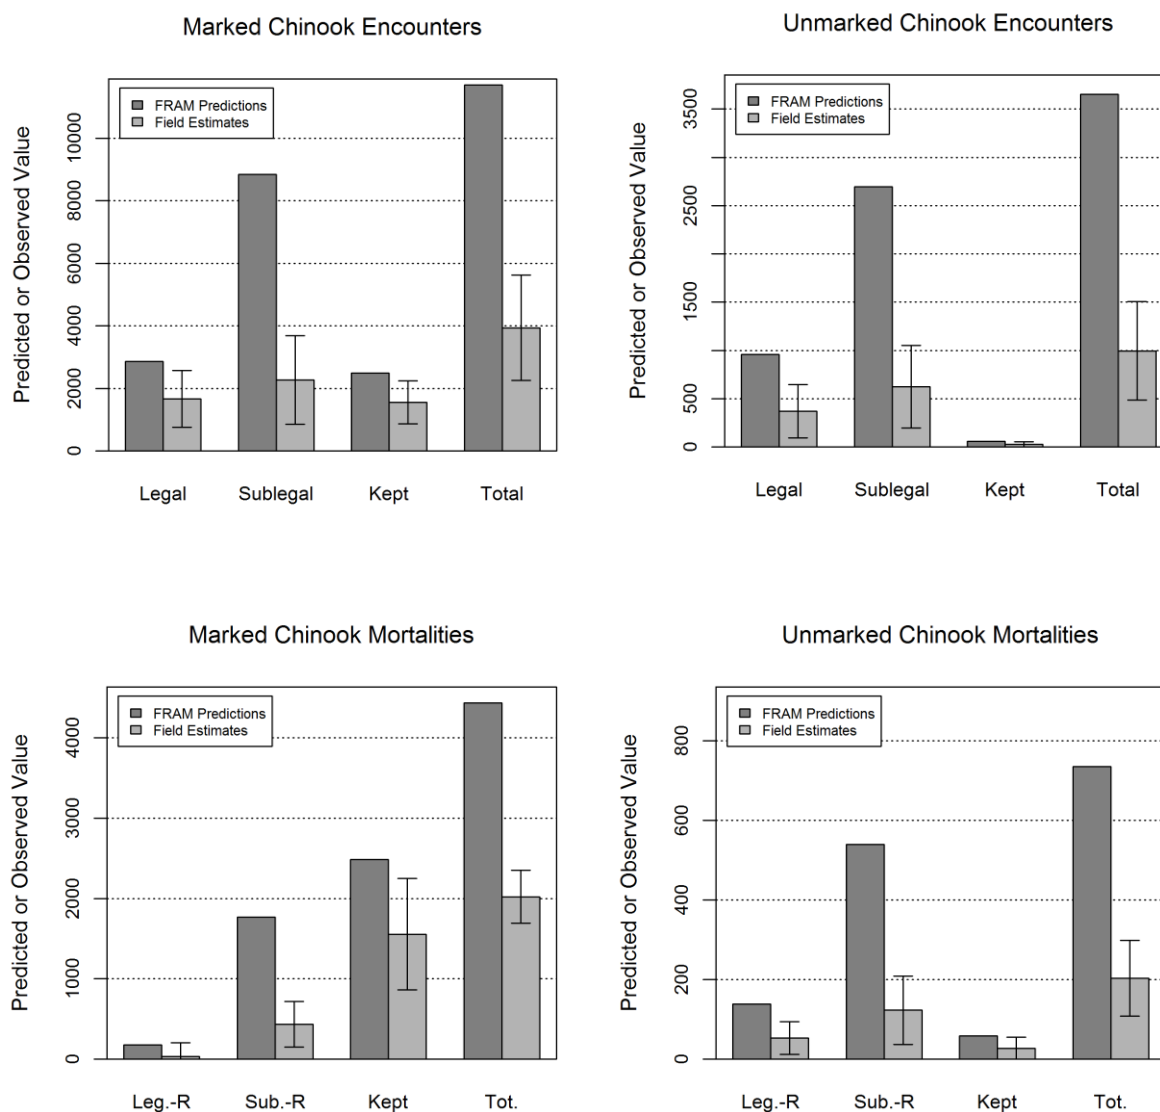 Marked Chinook Encounters
Predicted or Observed Value
10000
8000
6000
4000
2000
0
FRAM Predictions
Field Estimates
Legal Sublegal Kept Total
Unmarked Chinook Encounters
Predicted or Observed Value
3500
2500
1500
500
0
FRAM Predictions
Field Estimates
Legal Sublegal Kept Total
Marked Chinook Mortalities
Predicted or Observed Value
4000
3000
2000
1000
0
FRAM Predictions
Field Estimates
Leg.-R Sub.-R Kept Tot.
Unmarked Chinook Mortalities
Predicted or Observed Value
800
600
400
200
0
FRAM Predictions
Field Estimates
Leg.-R Sub.-R Kept Tot.